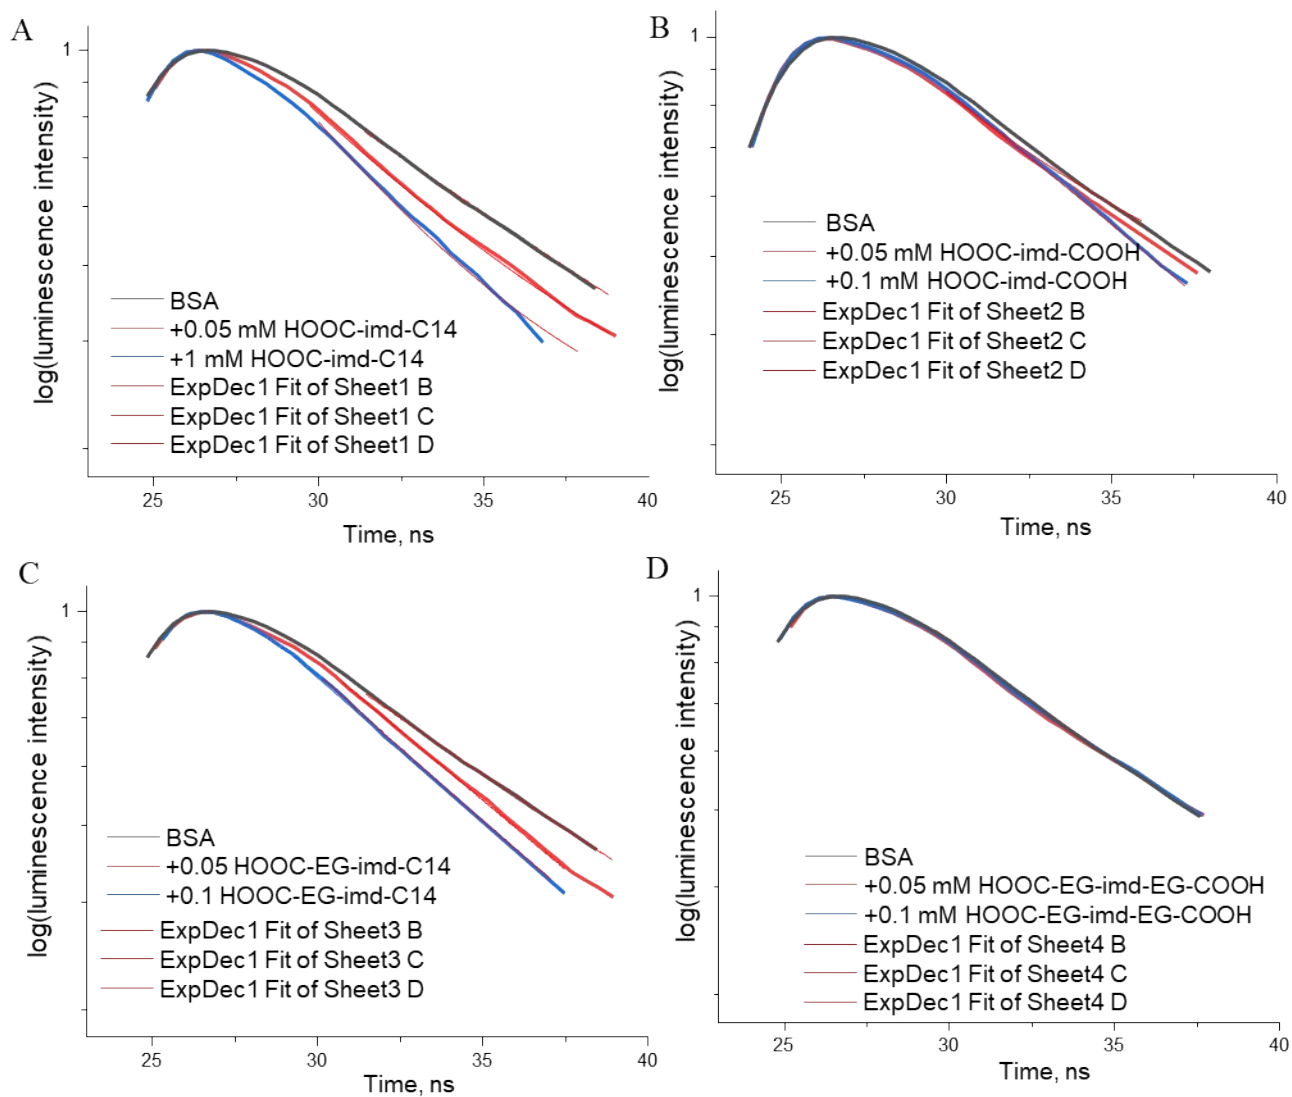 A
1
log(luminescence intensity)
BSA
+0.05 mM HOOC-imd-C14
+1 mM HOOC-imd-C14
ExpDec1 Fit of Sheet1 B
ExpDec1 Fit of Sheet1 C
ExpDec1 Fit of Sheet1 D
25 30 35 40
Time, ns
B
1
log(luminescence intensity)
BSA
+0.05 mM HOOC-imd-COOH
+0.1 mM HOOC-imd-COOH
ExpDec1 Fit of Sheet2 B
ExpDec1 Fit of Sheet2 C
ExpDec1 Fit of Sheet2 D
25 30 35 40
Time, ns
C
1
log(luminescence intensity)
BSA
+0.05 HOOC-EG-imd-C14
+0.1 HOOC-EG-imd-C14
ExpDec1 Fit of Sheet3 B
ExpDec1 Fit of Sheet3 C
ExpDec1 Fit of Sheet3 D
25 30 35 40
Time, ns
D
1
log(luminescence intensity)
BSA
+0.05 mM HOOC-EG-imd-EG-COOH
+0.1 mM HOOC-EG-imd-EG-COOH
ExpDec1 Fit of Sheet4 B
ExpDec1 Fit of Sheet4 C
ExpDec1 Fit of Sheet4 D
25 30 35 40
Time, ns